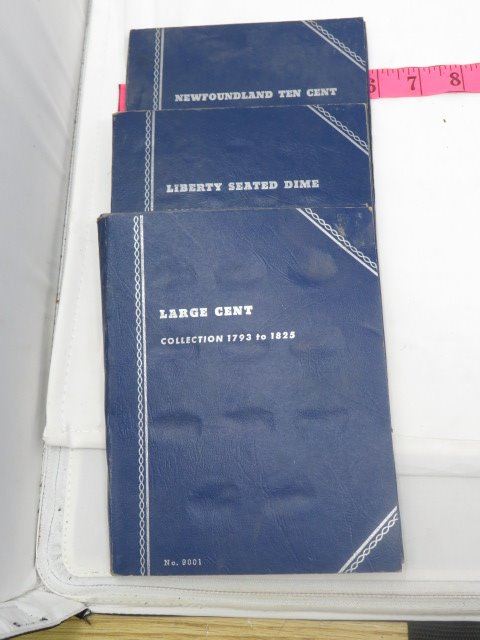 6 7 8
NEWFOUNDLAND TEN CENT
LIBERTY SEATED DIME
LARGE CENT
COLLECTION 1793 to 1825
No. 9001